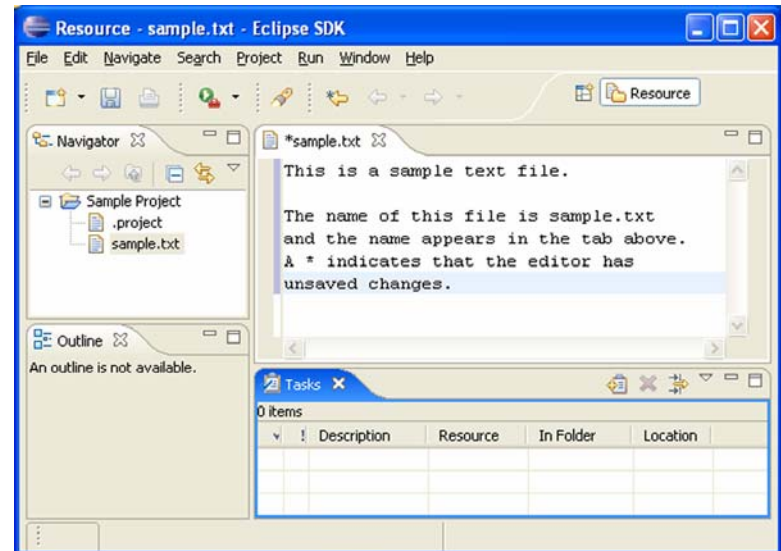 Resource - sample.txt - Eclipse SDK
File Edit Navigate Search Project Run Window Help
Resource
Navigator
Sample Project
.project
sample.txt
*sample.txt
This is a sample text file.
The name of this file is sample.txt
and the name appears in the tab above.
A * indicates that the editor has
unsaved changes.
Outline
An outline is not available.
Tasks
0 items
! Description Resource In Folder Location